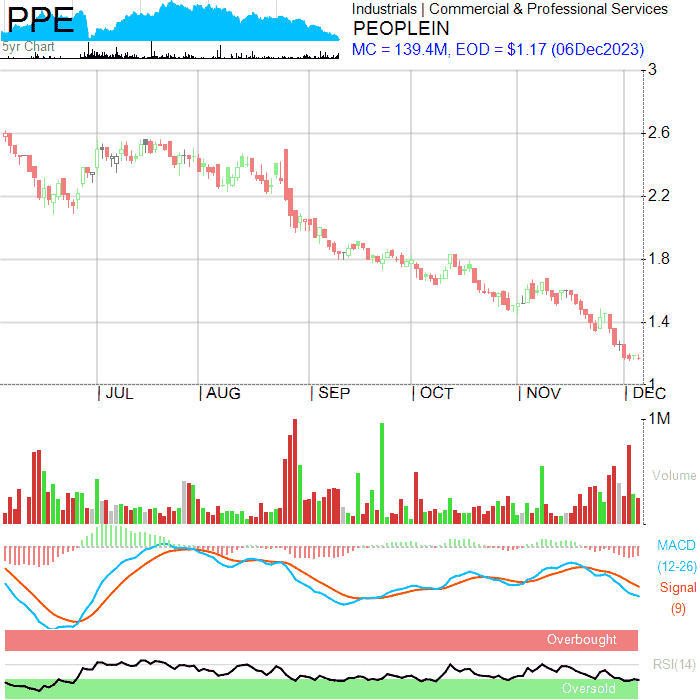 PPE
5yr Chart
Industrials | Commercial & Professional Services
PEOPLEIN
MC = 139.4M, EOD = $1.17 (06Dec2023)
3
2.6
2.2
1.8
1.4
1
JUL AUG SEP OCT NOV DEC
1M
Volume
MACD
(12-26)
Signal
(9)
Overbought
RSI(14)
Oversold